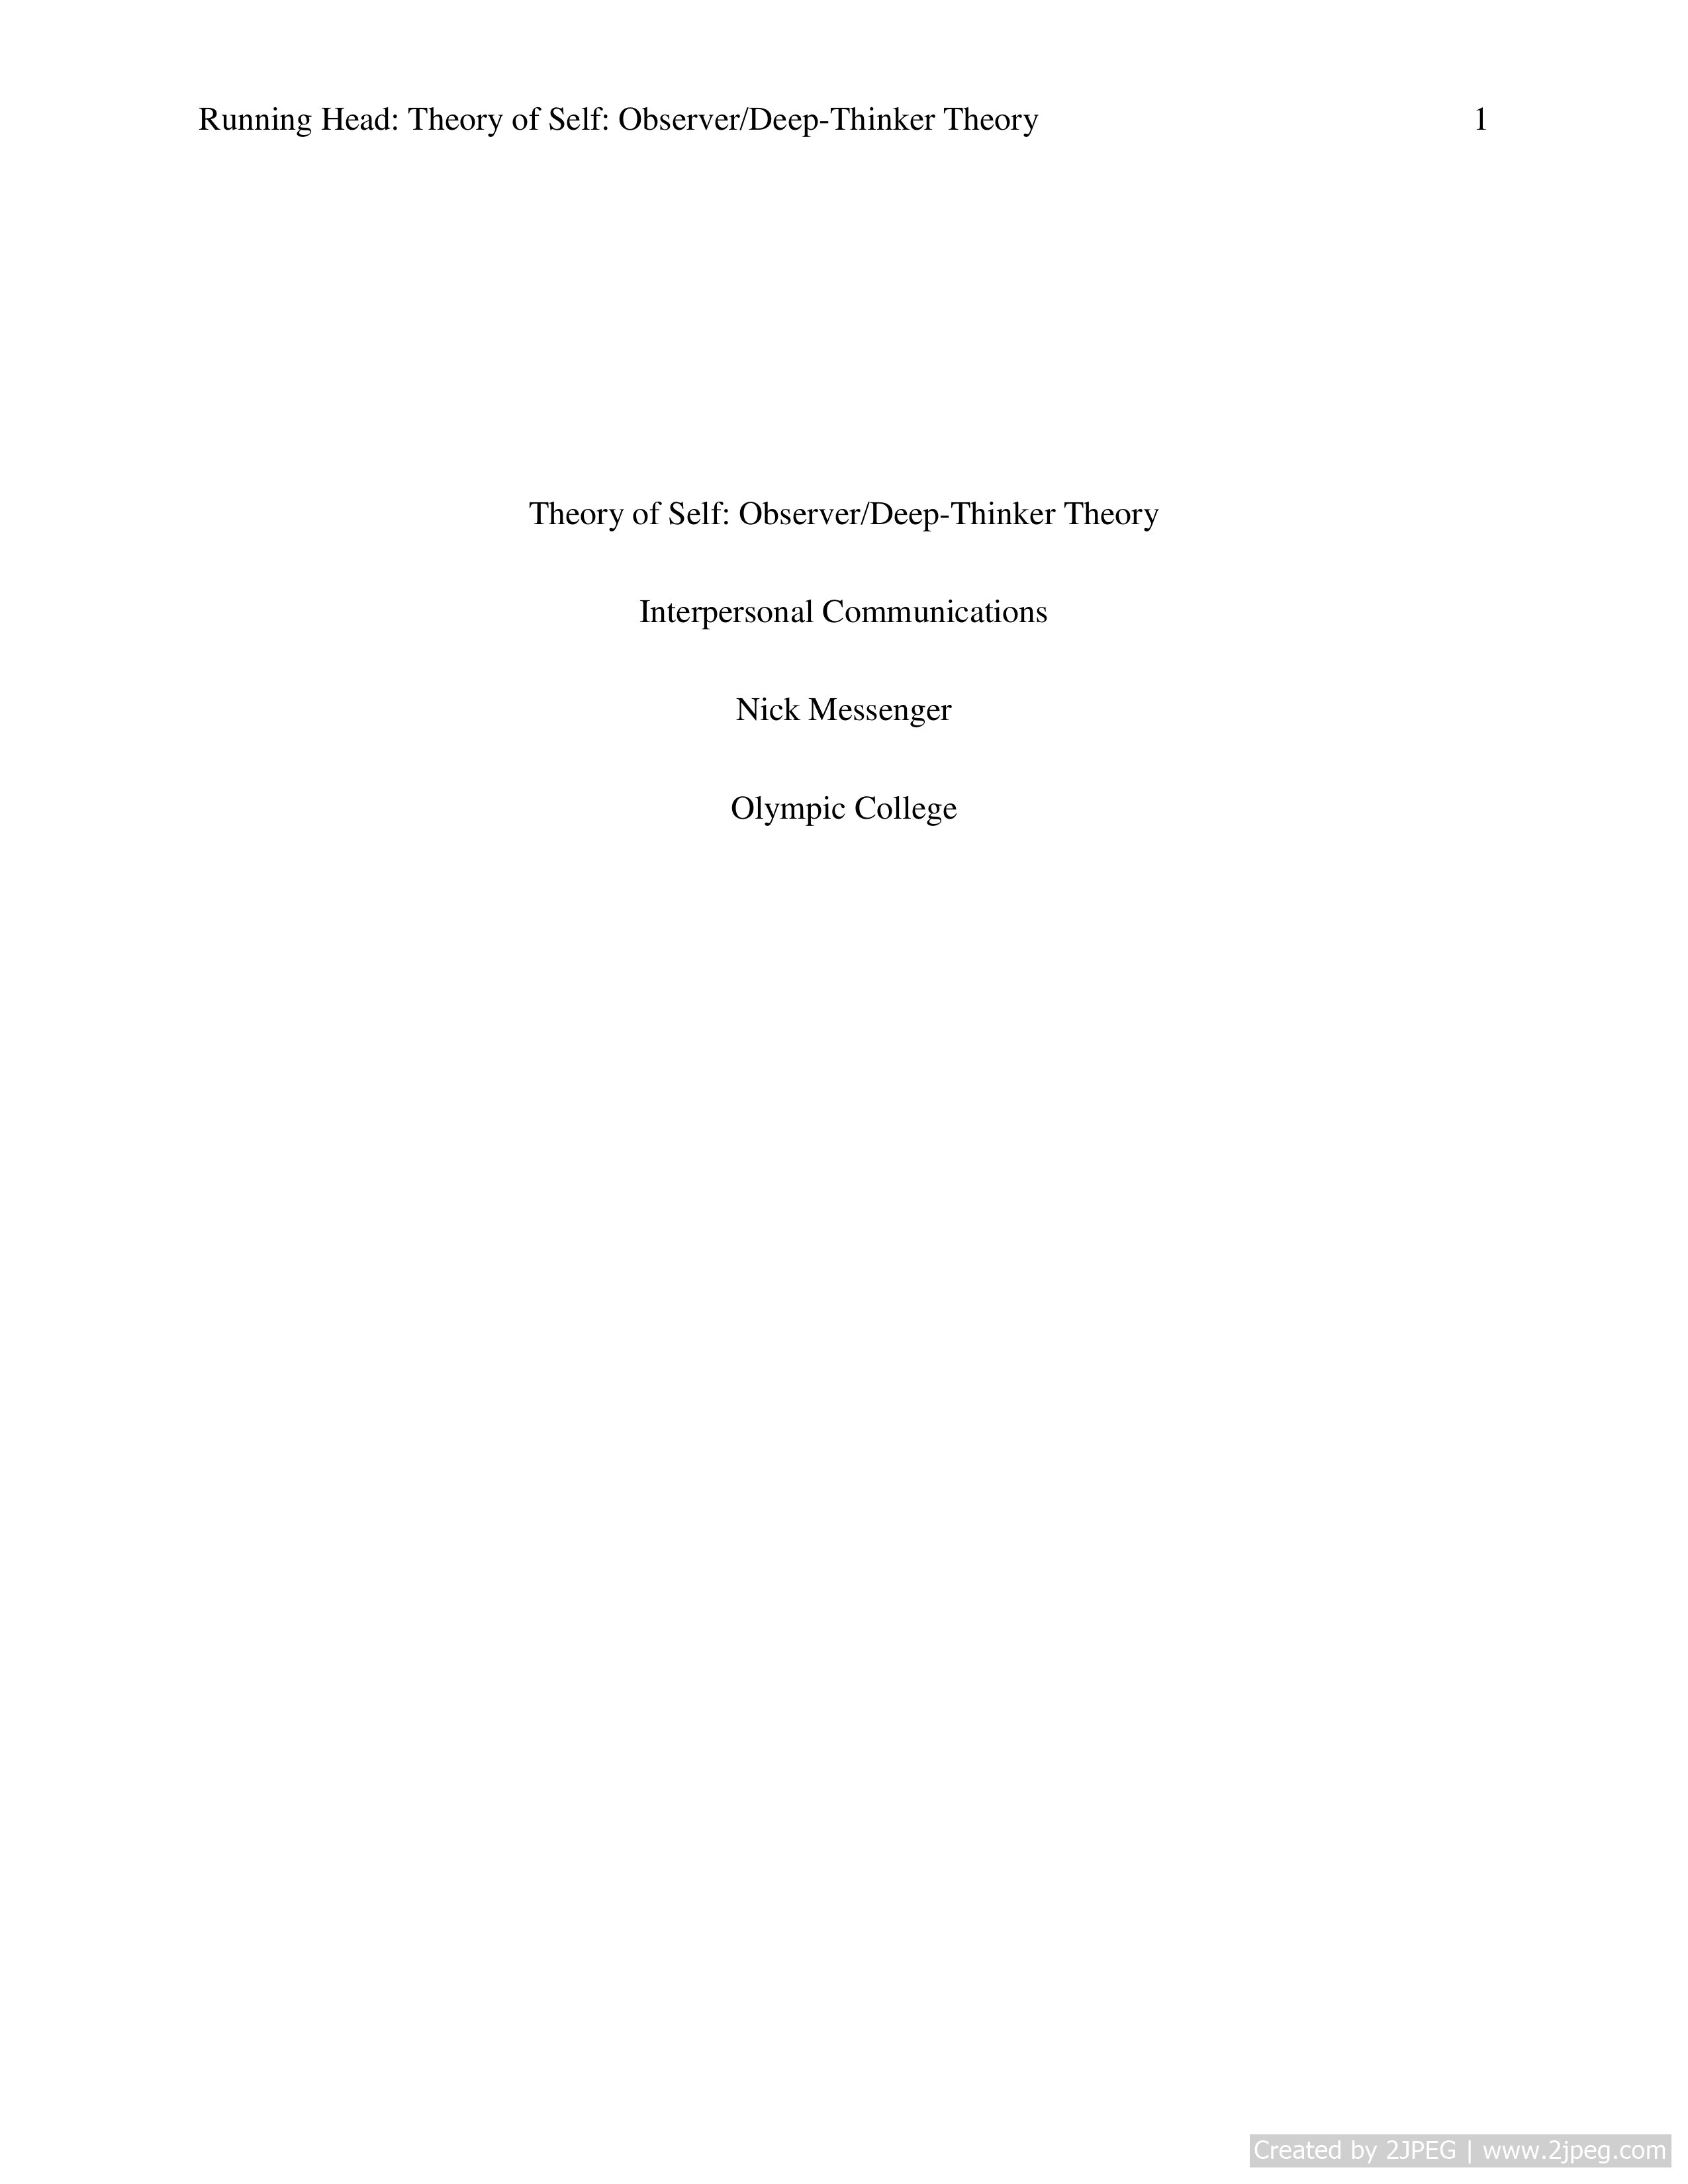 Running Head: Theory of Self: Observer/Deep-Thinker Theory 1
Theory of Self: Observer/Deep-Thinker Theory
Interpersonal Communications
Nick Messenger
Olympic College
Created by 2JPEG | www.2jpeg.com